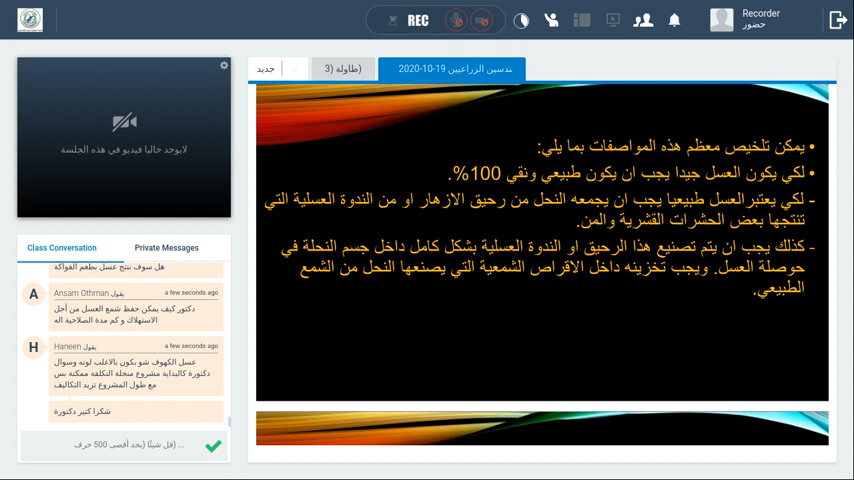 REC
Recorder
حضور
لايوجد حاليا فيديو في هذه الجلسة
جديد
طاولة (3)
ندسين الزراعيين 19-10-2020
• يمكن تلخيص معظم هذه المواصفات بما يلي:
• لكي يكون العسل جيدا يجب ان يكون طبيعي ونقي 100%.
- لكي يعتبرالعسل طبيعيا يجب ان يجمعه النحل من رحيق الازهار او من الندوة العسلية التي
تنتجها بعض الحشرات القشرية والمن.
- كذلك يجب ان يتم تصنيع هذا الرحيق او الندوة العسلية بشكل كامل داخل جسم النحلة في
حوصلة العسل. ويجب تخزينه داخل الاقراص الشمعية التي يصنعها النحل من الشمع
الطبيعي.
Class Conversation
Private Messages
هل سوف ننتج عسل بطعم الفواكة
A
Ansam Othman يقول
a few seconds ago
دكتور كيف يمكن حفظ شمع العسل من أجل
الاستهلاك و كم مدة الصلاحية اله
H
Haneen يقول
a few seconds ago
عسل الكهوف شو بكون بالاغلب لونه وسوال
دكتورة كالبداية مشروع منحلة التكلفة ممكنة بس
مع طول المشروع تزيد التكاليف
شكرا كتير دكتورة
... (قل شيئًا (بحد أقصى 500 حرف